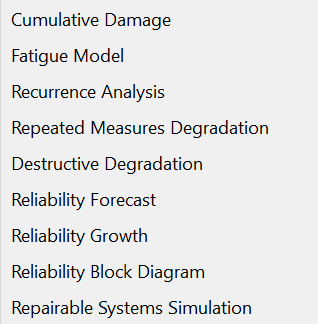 Cumulative Damage
Fatigue Model
Recurrence Analysis
Repeated Measures Degradation
Destructive Degradation
Reliability Forecast
Reliability Growth
Reliability Block Diagram
Repairable Systems Simulation